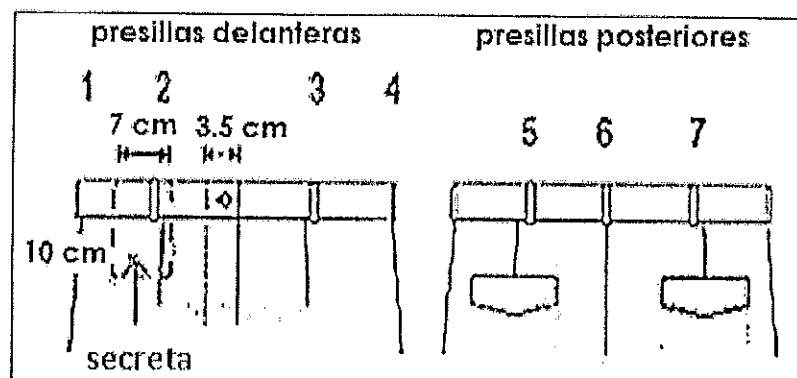 presillas delanteras
1 2 3 4
7 cm 3.5 cm
10 cm
secreta
presillas posteriores
5 6 7